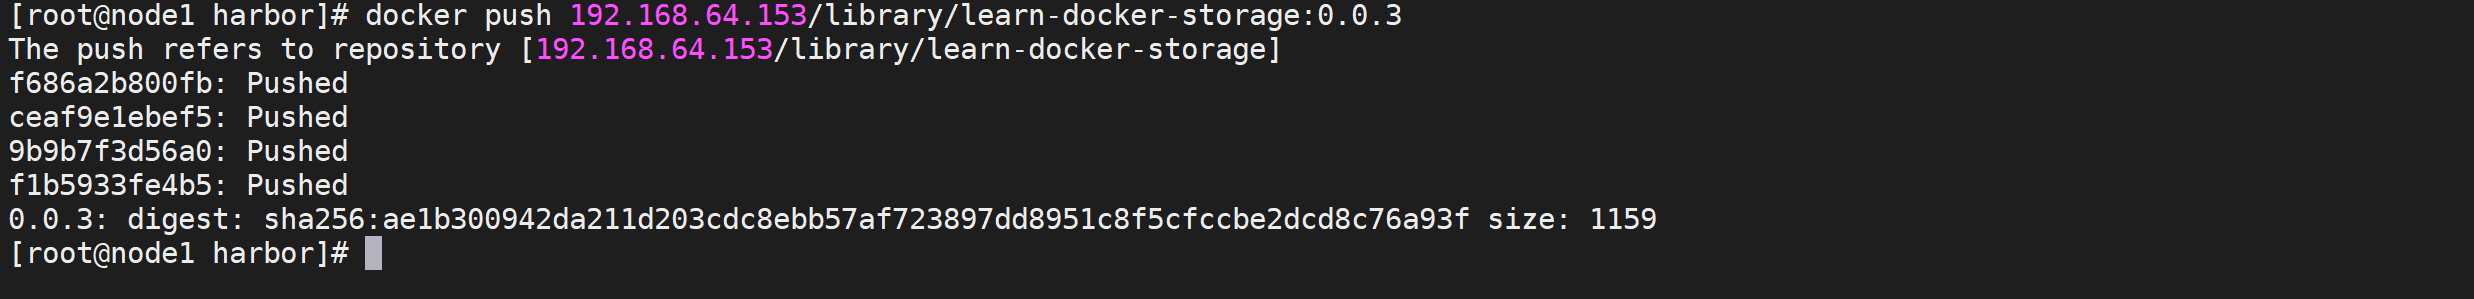 [root@node1 harbor]# docker push 192.168.64.153/library/learn-docker-storage:0.0.3
The push refers to repository [192.168.64.153/library/learn-docker-storage]
f686a2b800fb: Pushed
ceaf9e1ebef5: Pushed
9b9b7f3d56a0: Pushed
f1b5933fe4b5: Pushed
0.0.3: digest: sha256:ae1b300942da211d203cdc8ebb57af723897dd8951c8f5cfccbe2dcd8c76a93f size: 1159
[root@node1 harbor]#